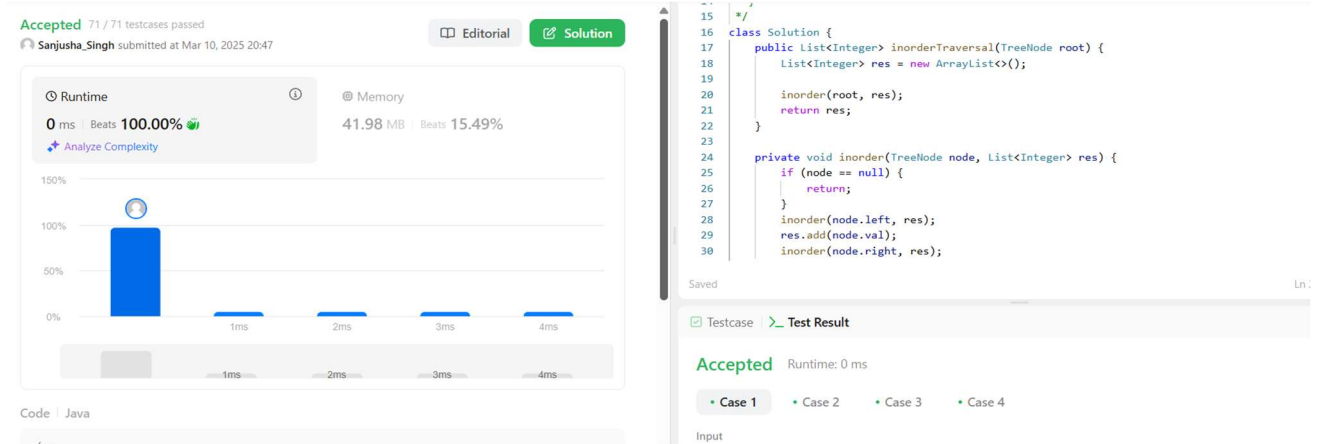 Accepted 71 / 71 testcases passed
Sanjusha_Singh submitted at Mar 10, 2025 20:47
Editorial
Solution
Runtime
0 ms Beats 100.00%
Analyze Complexity
Memory
41.98 MB Beats 15.49%
150%
100%
50%
0%
1ms 2ms 3ms 4ms
1ms 2ms 3ms 4ms
Code Java
15 */
16 class Solution {
17 public List<Integer> inorderTraversal(TreeNode root) {
18 List<Integer> res = new ArrayList<>();
19
20 inorder(root, res);
21 return res;
22 }
23
24 private void inorder(TreeNode node, List<Integer> res) {
25 if (node == null) {
26 return;
27 }
28 inorder(node.left, res);
29 res.add(node.val);
30 inorder(node.right, res);
Saved
Ln
Testcase
>_ Test Result
Accepted Runtime: 0 ms
• Case 1 • Case 2 • Case 3 • Case 4
Input